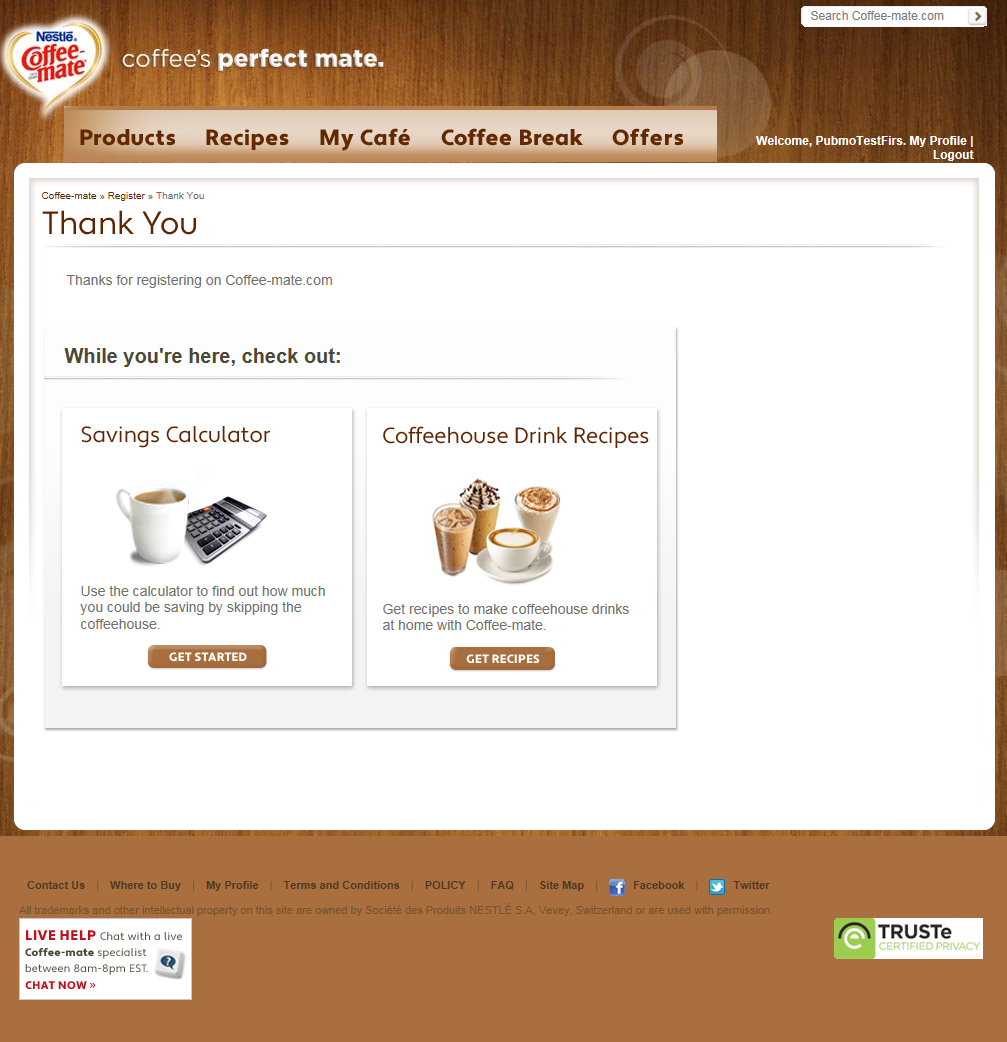 Search Coffee-mate.com
Nestlé®
Coffee-
mate®
coffee's perfect mate.
Products Recipes My Café Coffee Break Offers
Welcome, PubmoTestFirs. My Profile |
Logout
Coffee-mate » Register » Thank You
Thank You
Thanks for registering on Coffee-mate.com
While you're here, check out:
Savings Calculator
Use the calculator to find out how much
you could be saving by skipping the
coffeehouse.
GET STARTED
Coffeehouse Drink Recipes
Get recipes to make coffeehouse drinks
at home with Coffee-mate.
GET RECIPES
Contact Us | Where to Buy | My Profile | Terms and Conditions | POLICY | FAQ | Site Map | Facebook | Twitter
All trademarks and other intellectual property on this site are owned by Société des Produits NESTLÉ S.A, Vevey, Switzerland or are used with permission.
LIVE HELP Chat with a live
Coffee-mate specialist
between 8am-8pm EST.
CHAT NOW »
TRUSTe
CERTIFIED PRIVACY